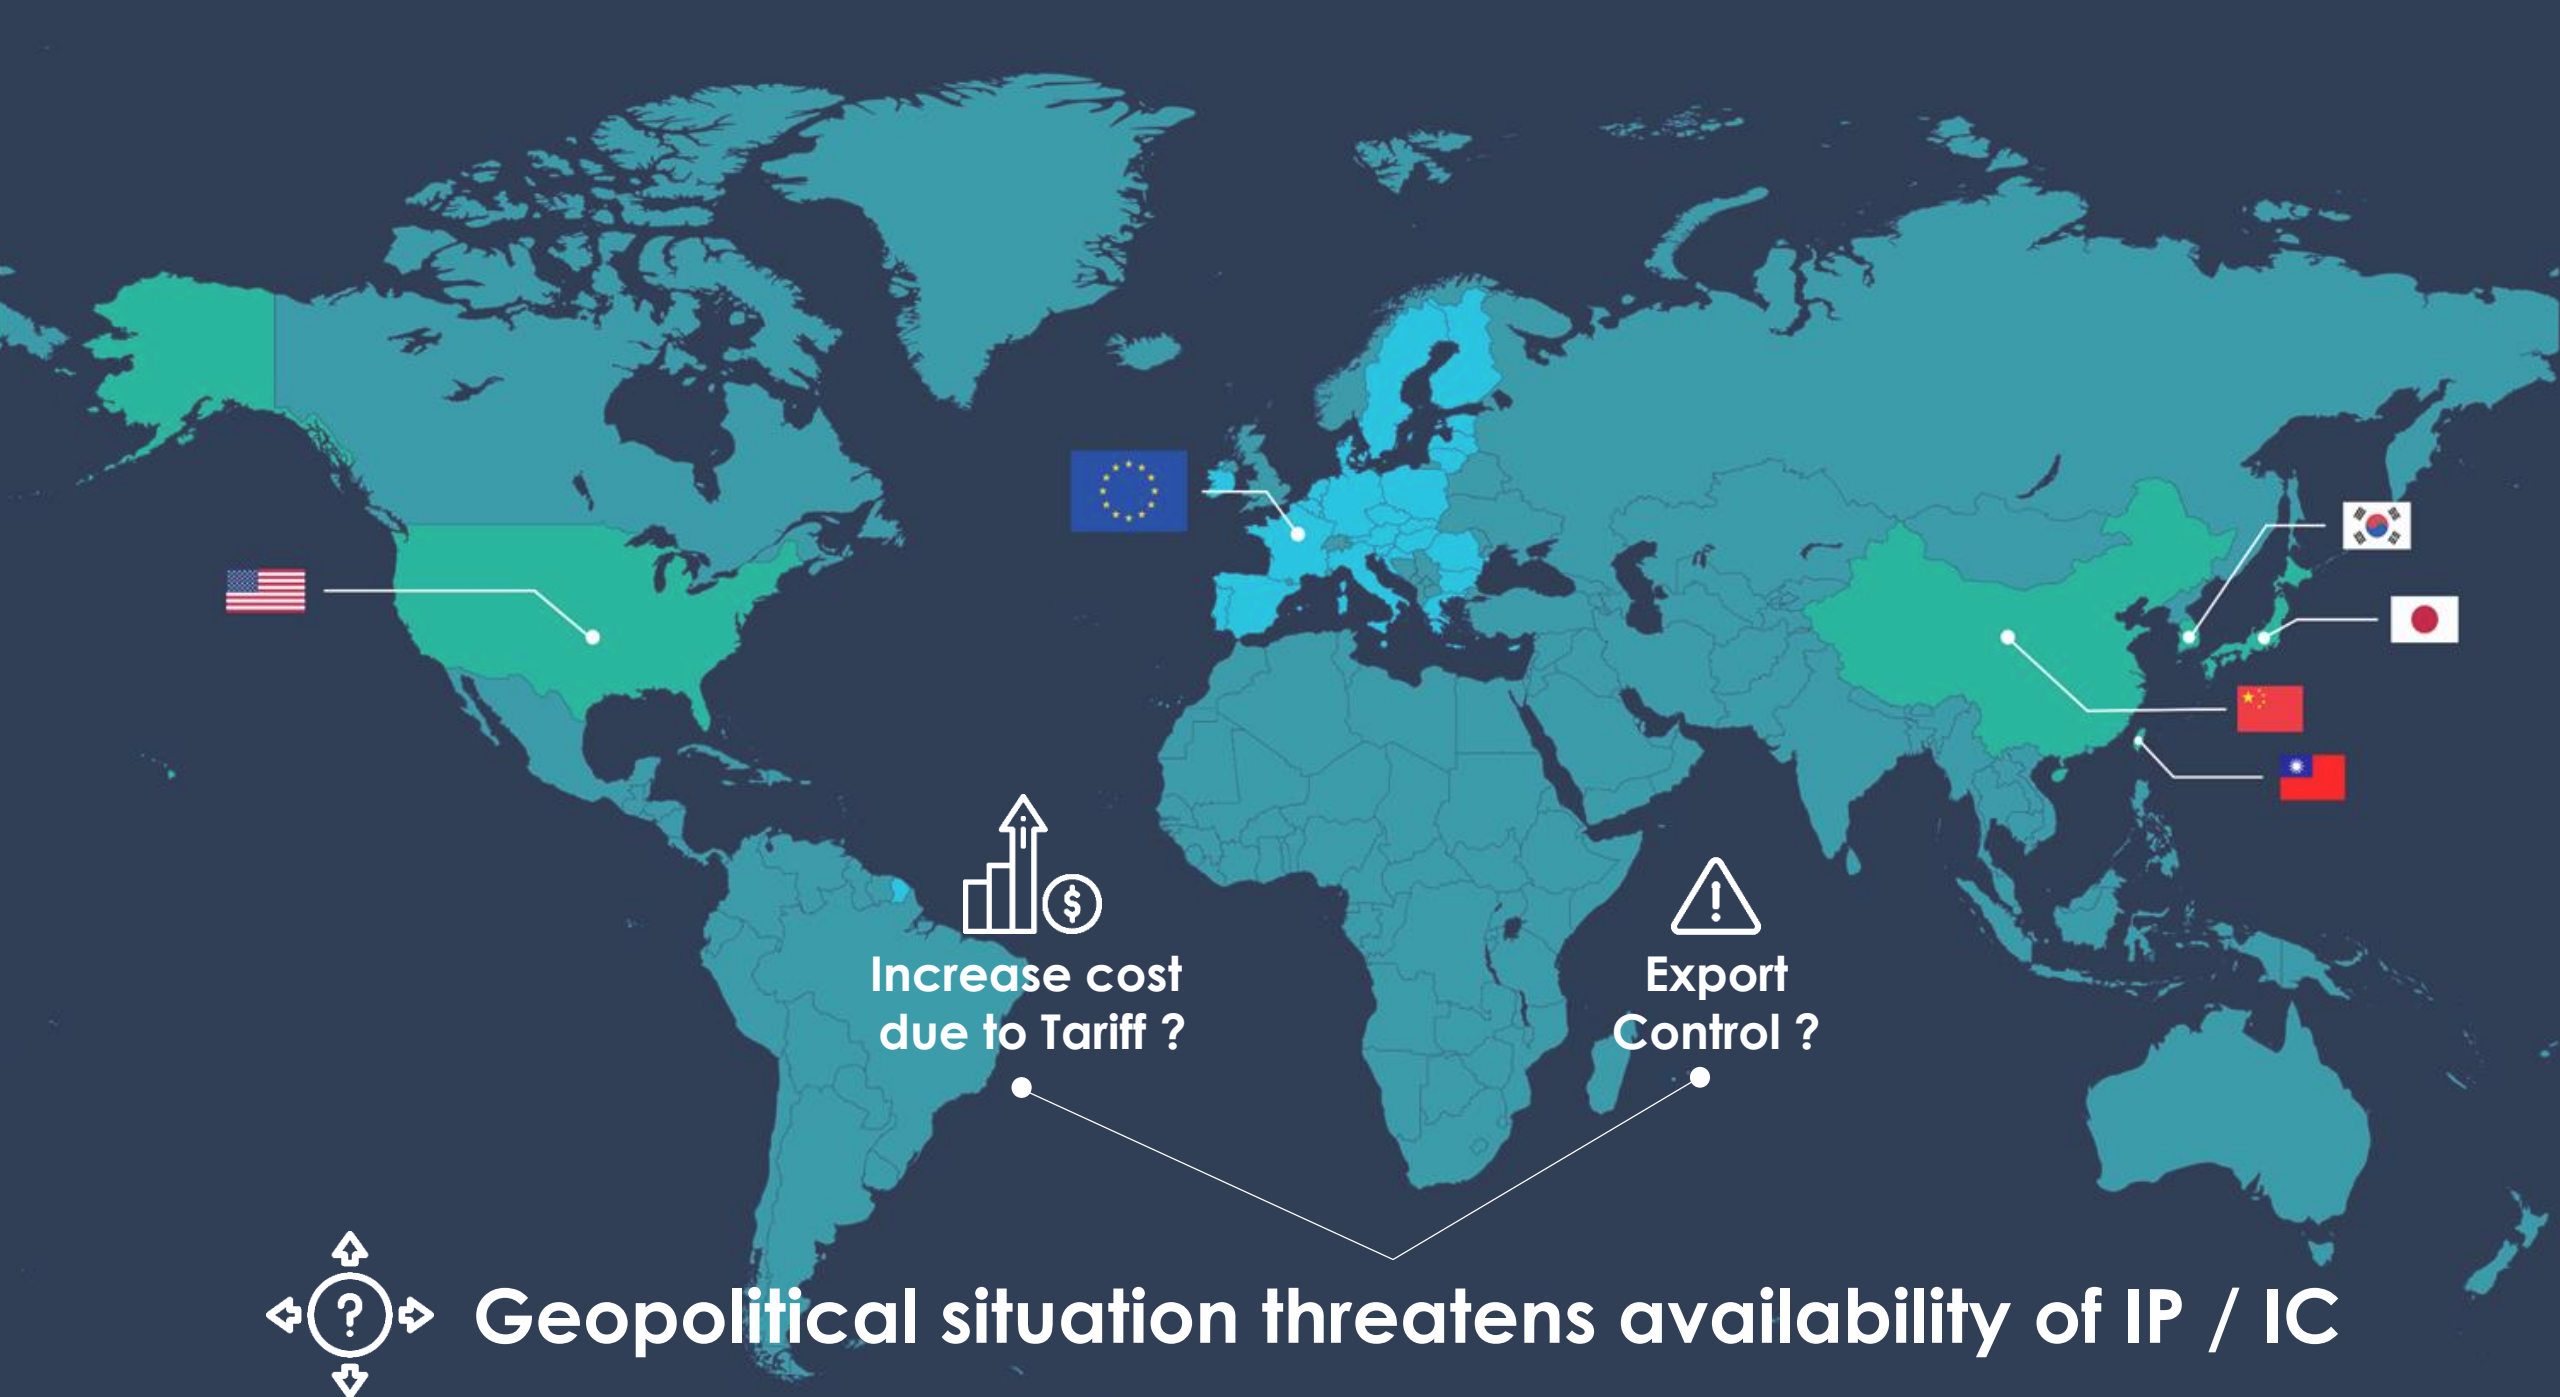 Increase cost
due to Tariff ?
Export
Control ?
Geopolitical situation threatens availability of IP / IC